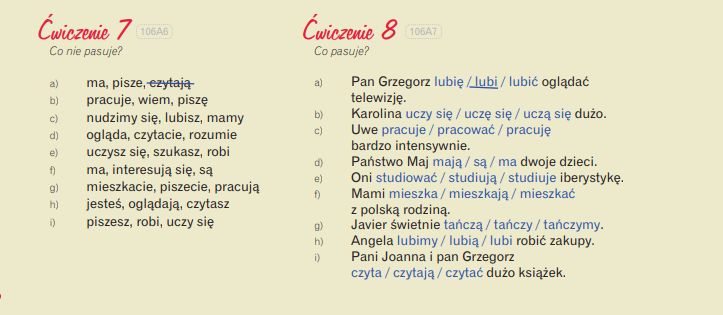 Ćwiczenie 7 106A6
Co nie pasuje?
a) ma, pisze, czytają
b) pracuje, wiem, piszę
c) nudzimy się, lubisz, mamy
d) ogląda, czytacie, rozumie
e) uczysz się, szukasz, robi
f) ma, interesują się, są
g) mieszkacie, piszecie, pracują
h) jesteś, oglądają, czytasz
i) piszesz, robi, uczy się
Ćwiczenie 8 106A7
Co pasuje?
a) Pan Grzegorz lubię / lubi / lubić oglądać
telewizję.
b) Karolina uczy się / uczę się / uczą się dużo.
c) Uwe pracuje / pracować / pracuję
bardzo intensywnie.
d) Państwo Maj mają / są / ma dwoje dzieci.
e) Oni studiować / studiują / studiuje iberystykę.
f) Mami mieszka / mieszkają / mieszkać
z polską rodziną.
g) Javier świetnie tańczą / tańczy / tańczymy.
h) Angela lubimy / lubią / lubi robić zakupy.
i) Pani Joanna i pan Grzegorz
czyta / czytają / czytać dużo książek.